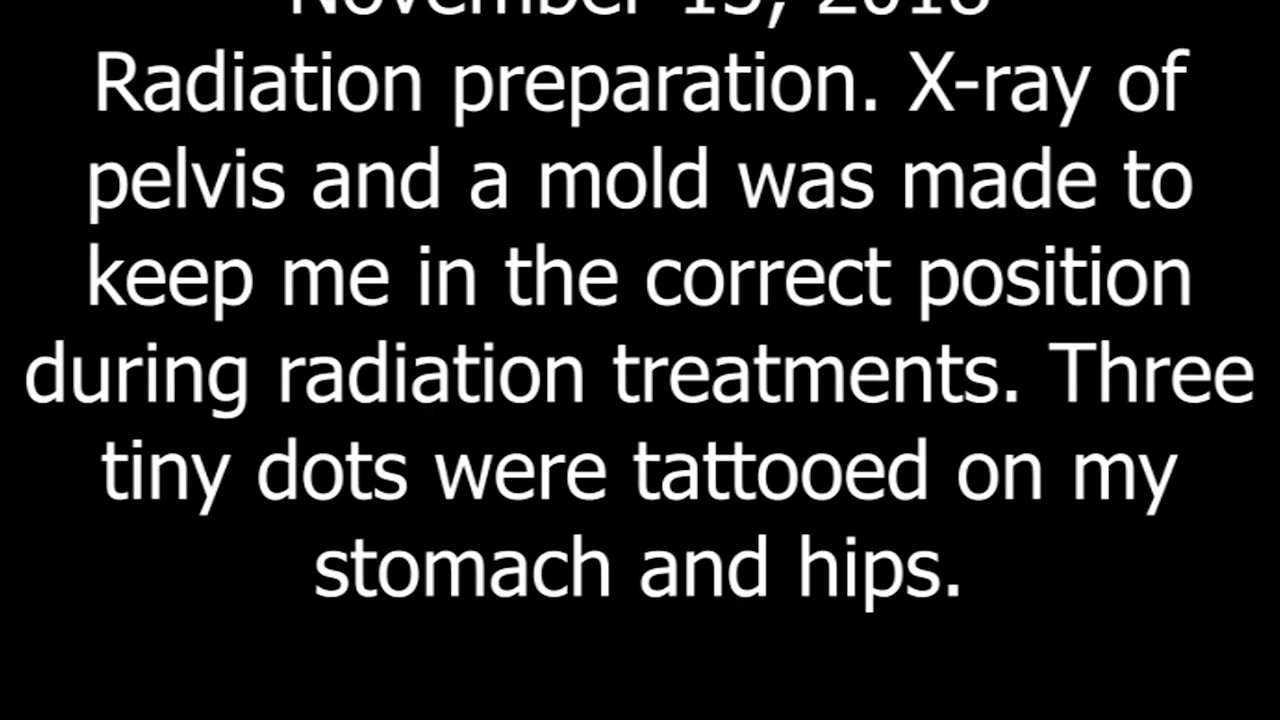 November 15, 2018
Radiation preparation. X-ray of
pelvis and a mold was made to
keep me in the correct position
during radiation treatments. Three
tiny dots were tattooed on my
stomach and hips.